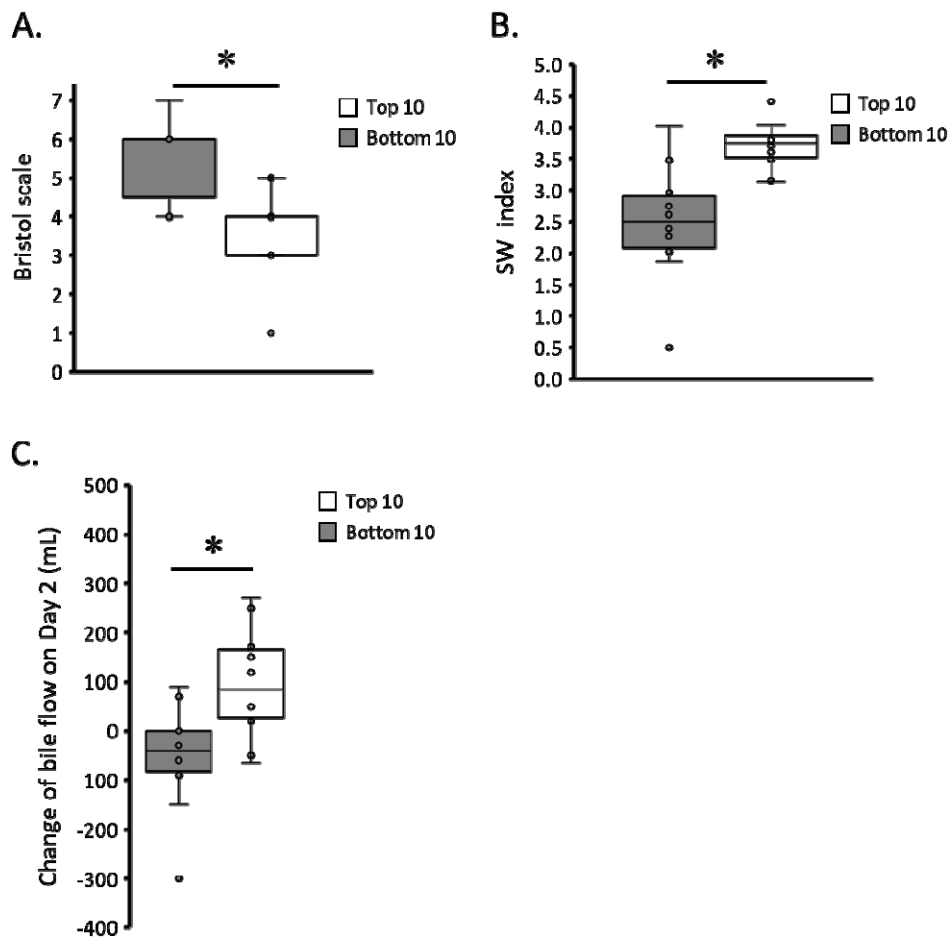 A.
*
Top 10
Bottom 10
Bristol scale
7
6
5
4
3
2
1
0
B.
*
Top 10
Bottom 10
SW index
5.0
4.5
4.0
3.5
3.0
2.5
2.0
1.5
1.0
0.5
0.0
C.
*
Top 10
Bottom 10
Change of bile flow on Day 2 (mL)
500
400
300
200
100
0
100
-200
-300
-400